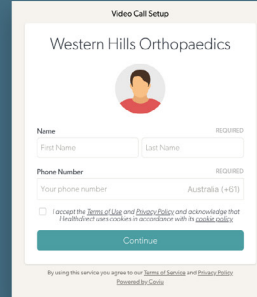 Video Call Setup
Western Hills Orthopaedics
Name REQUIRED
First Name Last Name
Phone Number REQUIRED
Your phone number Australia (+61)
I accept the Terms of Use and Privacy Policy and acknowledge that
Healthdirect uses cookies in accordance with its cookie policy
Continue
By using this service you agree to our Terms of Service and Privacy Policy
Powered by Coviu